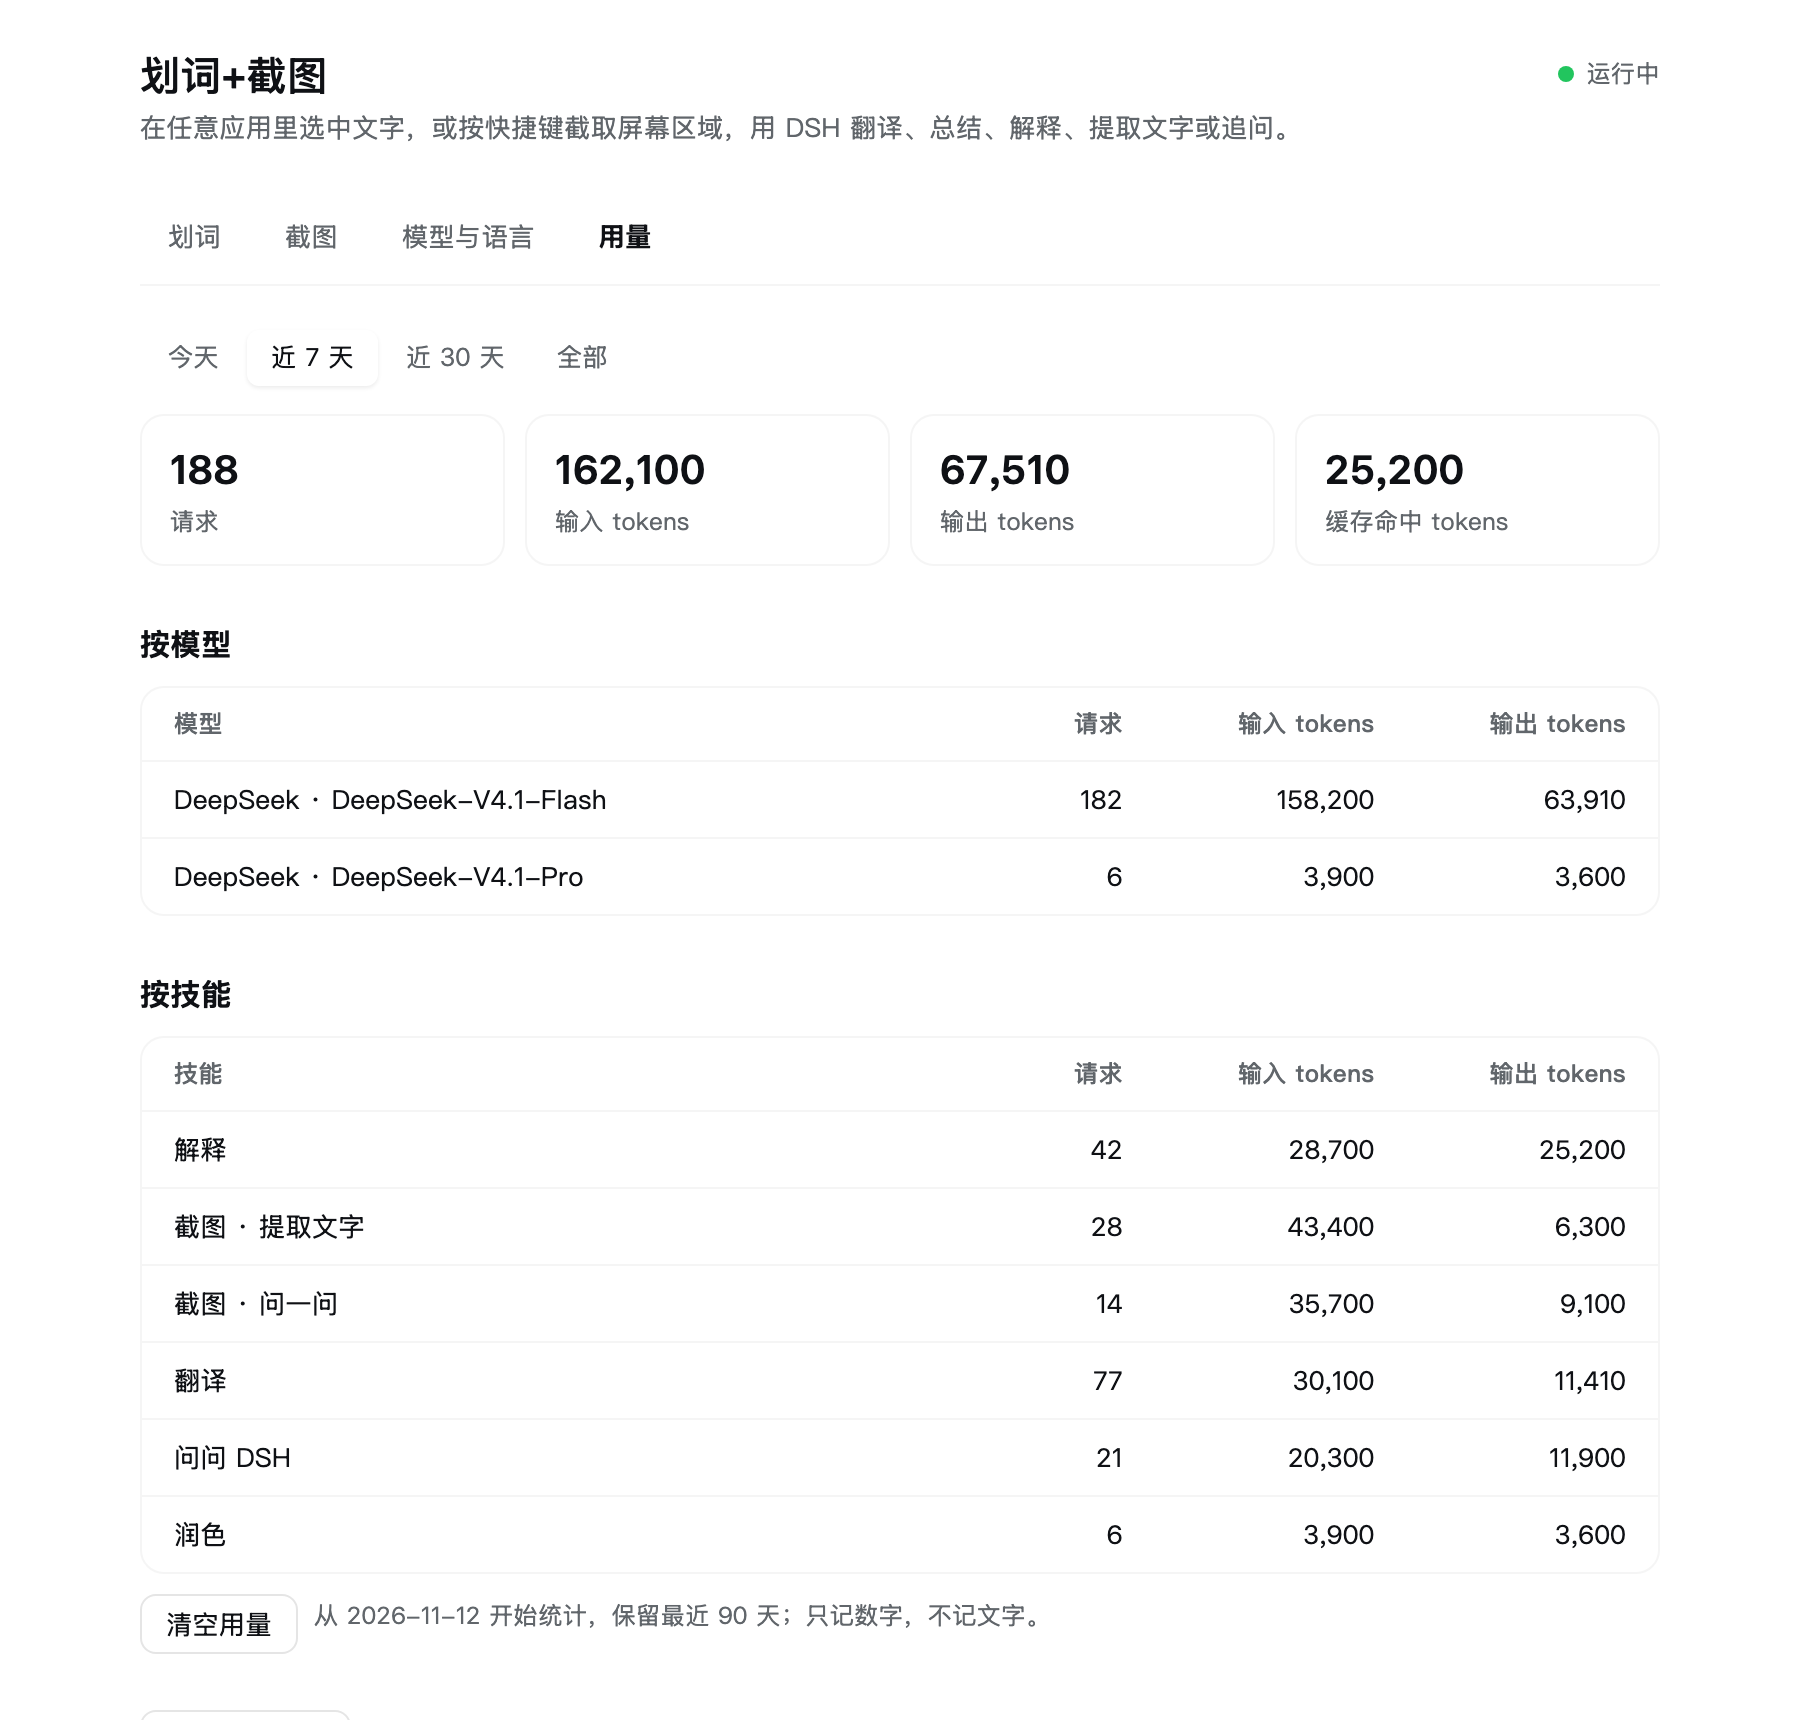 划词+截图
运行中
在任意应用里选中文字，或按快捷键截取屏幕区域，用 DSH 翻译、总结、解释、提取文字或追问。
划词 截图 模型与语言 用量
今天 近 7 天 近 30 天 全部
188 162,100 67,510 25,200
请求 输入 tokens 输出 tokens 缓存命中 tokens
按模型
模型 请求 输入 tokens 输出 tokens
DeepSeek · DeepSeek-V4.1-Flash 182 158,200 63,910
DeepSeek · DeepSeek-V4.1-Pro 6 3,900 3,600
按技能
技能 请求 输入 tokens 输出 tokens
解释 42 28,700 25,200
截图 · 提取文字 28 43,400 6,300
截图 · 问一问 14 35,700 9,100
翻译 77 30,100 11,410
问问 DSH 21 20,300 11,900
润色 6 3,900 3,600
清空用量 从 2026-11-12 开始统计，保留最近 90 天；只记数字，不记文字。